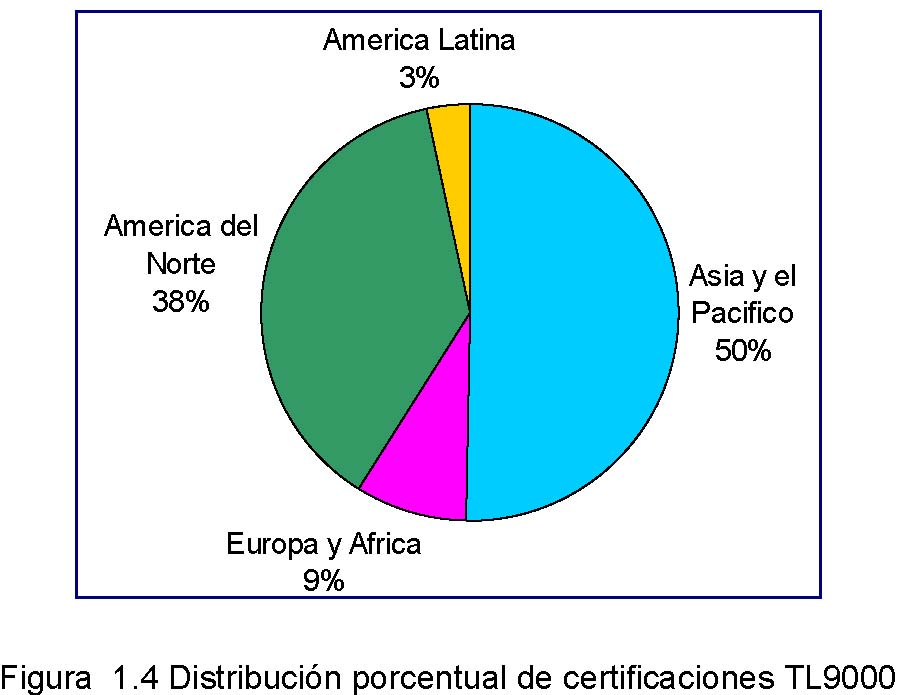 America Latina
3%
America del
Norte
38%
Asia y el
Pacifico
50%
Europa y Africa
9%
Figura  1.4 Distribución porcentual de certificaciones TL9000